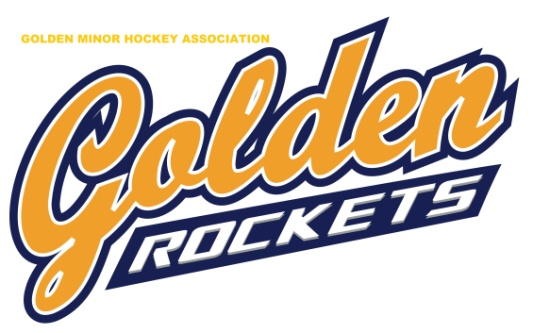 GOLDEN MINOR HOCKEY ASSOCIATION
Golden
ROCKETS